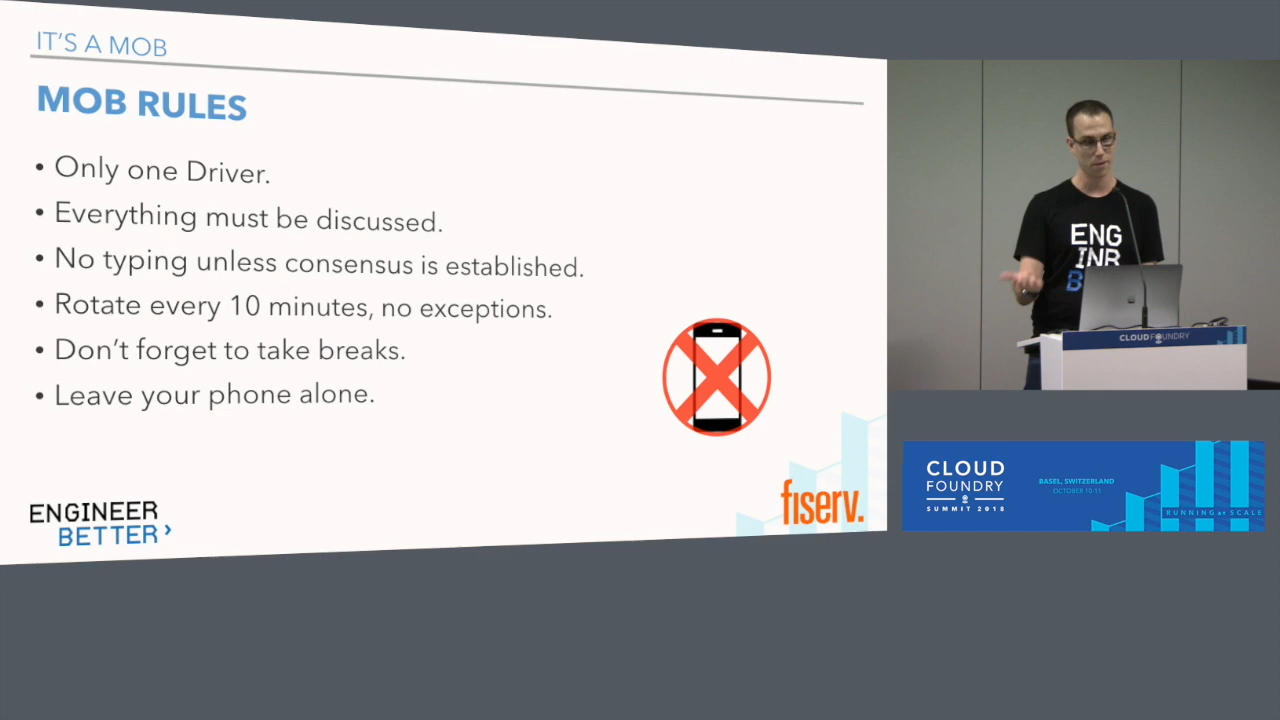 IT'S A MOB
MOB RULES
• Only one Driver.
• Everything must be discussed.
• No typing unless consensus is established.
• Rotate every 10 minutes, no exceptions.
• Don't forget to take breaks.
• Leave your phone alone.
ENGINEER
BETTER
fiserv.
ENG
INR
B
CLOUDFOUNDRY
CLOUD
FOUNDRY
SUMMIT 2018
BASEL, SWITZERLAND
OCTOBER 10-11
RUNNING at SCALE